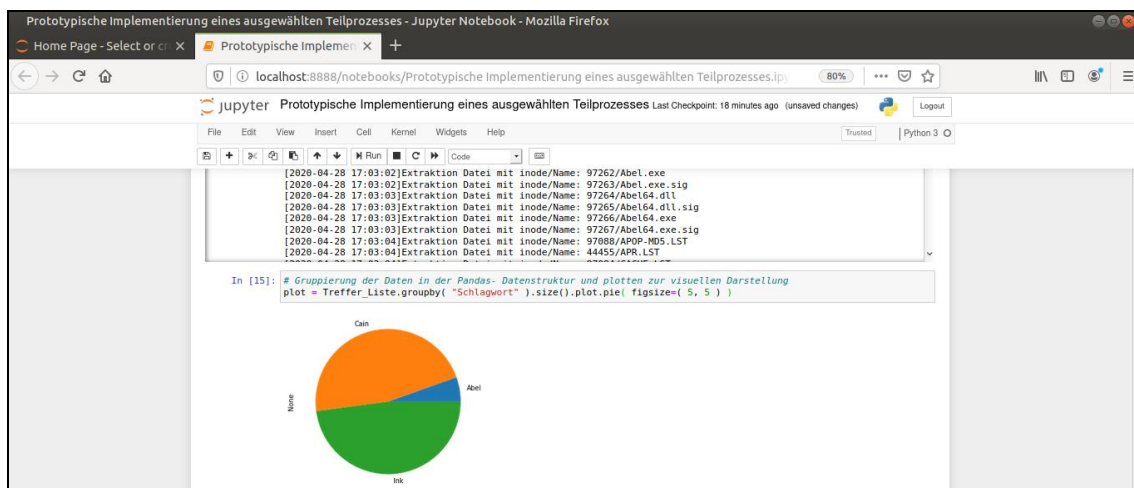 Prototypische Implementierung eines ausgewählten Teilprozesses - Jupyter Notebook - Mozilla Firefox
Home Page - Select or cr
Prototypische Implemen
localhost:8888/notebooks/Prototypische Implementierung eines ausgewählten Teilprozesses.ipy
80%
jupyter Prototypische Implementierung eines ausgewählten Teilprozesses Last Checkpoint: 18 minutes ago (unsaved changes)
Logout
File Edit View Insert Cell Kernel Widgets Help
Trusted
Python 3
Run
Code
[2020-04-28 17:03:02]Extraktion Datei mit inode/Name: 97262/Abel.exe
[2020-04-28 17:03:02]Extraktion Datei mit inode/Name: 97263/Abel.exe.sig
[2020-04-28 17:03:03]Extraktion Datei mit inode/Name: 97264/Abel64.dll
[2020-04-28 17:03:03]Extraktion Datei mit inode/Name: 97265/Abel64.dll.sig
[2020-04-28 17:03:03]Extraktion Datei mit inode/Name: 97266/Abel64.exe
[2020-04-28 17:03:03]Extraktion Datei mit inode/Name: 97267/Abel64.exe.sig
[2020-04-28 17:03:04]Extraktion Datei mit inode/Name: 97088/APOP-MD5.LST
[2020-04-28 17:03:04]Extraktion Datei mit inode/Name: 44455/APR.LST
In [15]: # Gruppierung der Daten in der Pandas- Datenstruktur und plotten zur visuellen Darstellung
plot = Treffer_Liste.groupby( "Schlagwort" ).size().plot.pie( figsize=( 5, 5 ) )
Cain
Abel
None
Ink